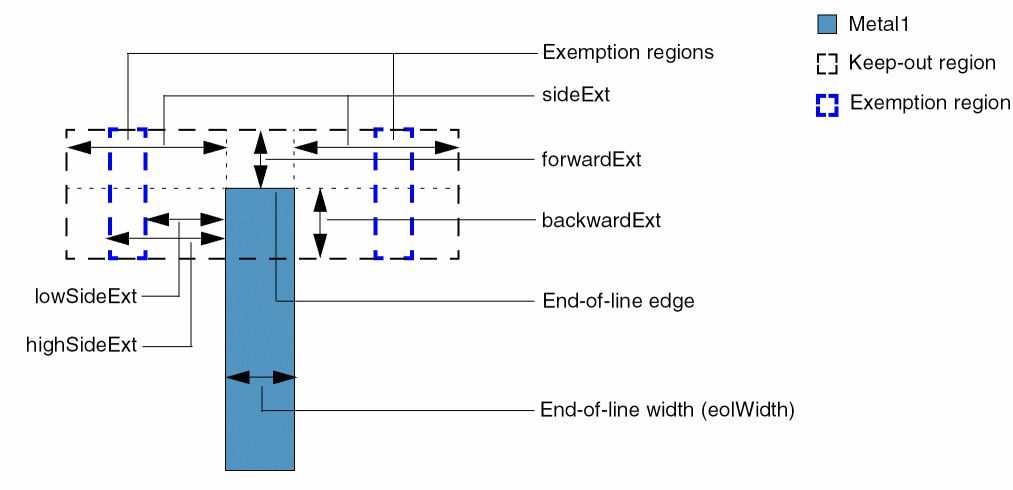 Metal1
Exemption regions
Keep-out region
sideExt
Exemption region
forwardExt
backwardExt
lowSideExt
End-of-line edge
highSideExt
End-of-line width (eolWidth)